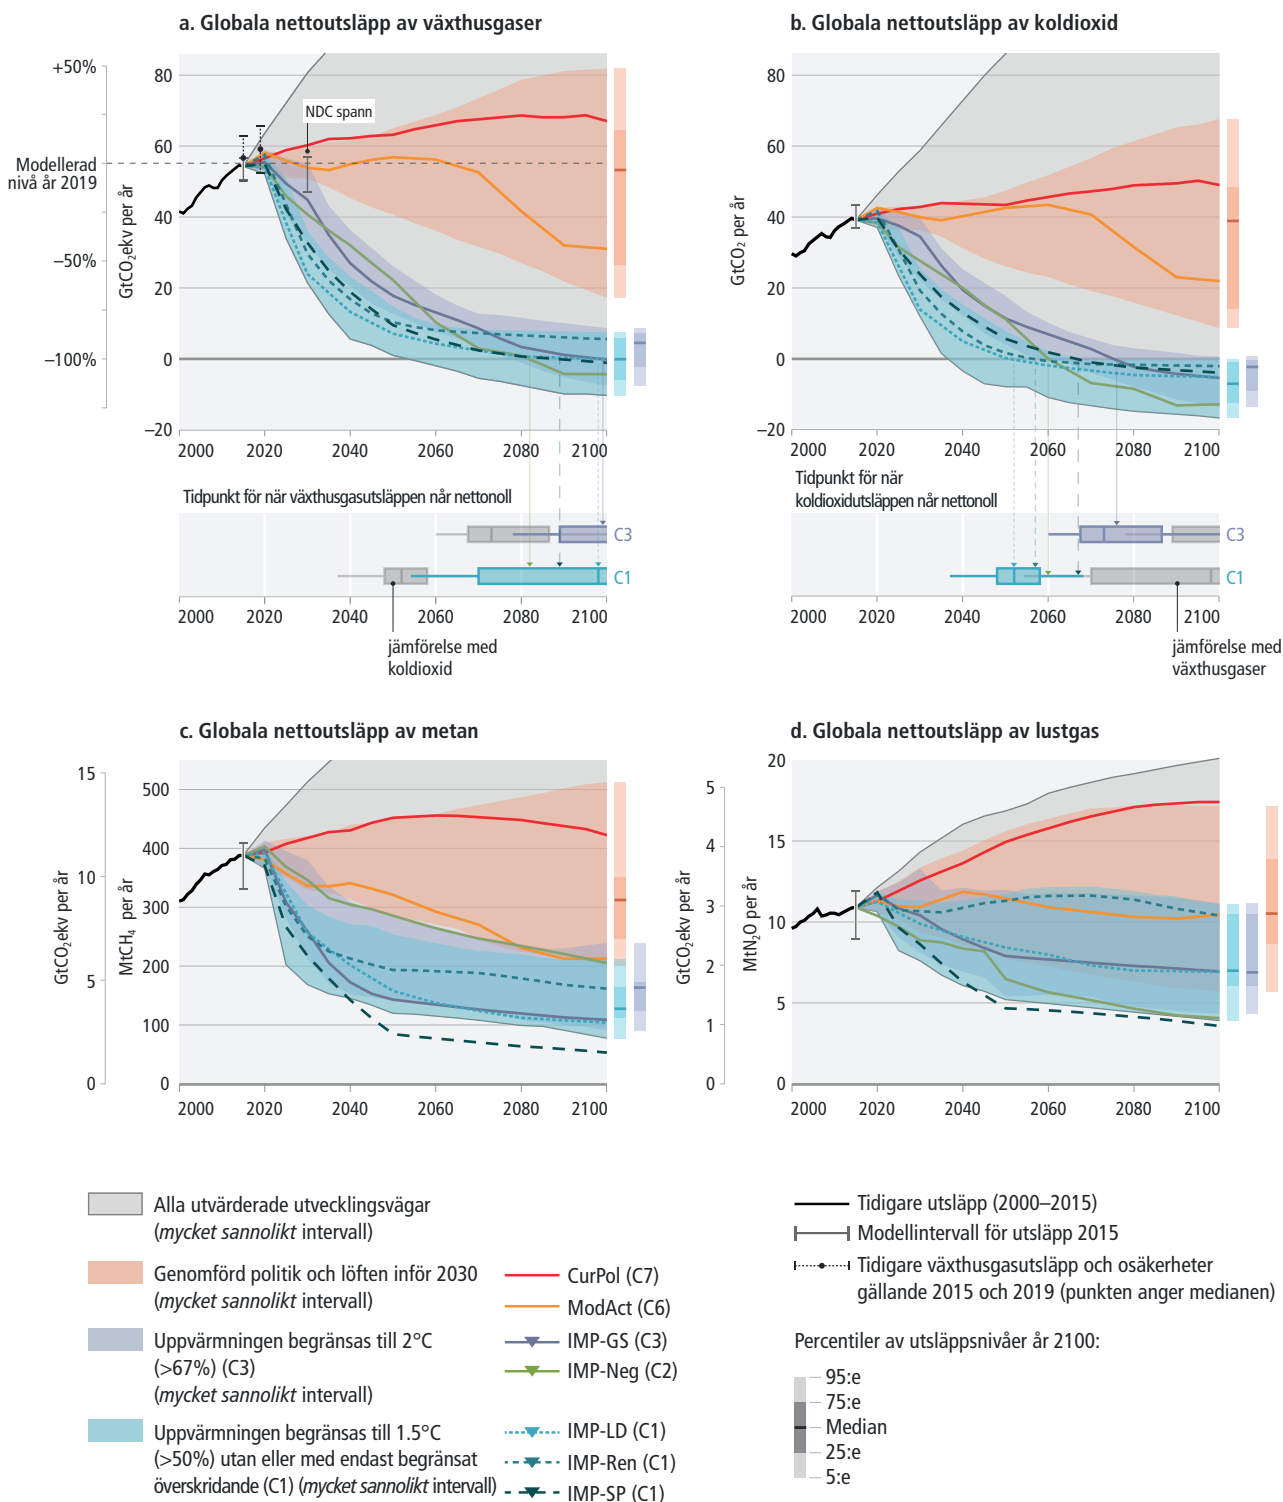 a. Globala nettoutsläpp av växthusgaser
+50%
Modellerad
nivå år 2019
−50%
−100%
GtCO₂ekv per år
80
60
40
20
0
−20
NDC spann
2000 2020 2040 2060 2080 2100
Tidpunkt för när växthusgasutsläppen når nettonoll
C3
C1
2000 2020 2040 2060 2080 2100
jämförelse med
koldioxid
b. Globala nettoutsläpp av koldioxid
GtCO₂ per år
80
60
40
20
0
−20
2000 2020 2040 2060 2080 2100
Tidpunkt för när
koldioxidutsläppen når nettonoll
C3
C1
2000 2020 2040 2060 2080 2100
jämförelse med
växthusgaser
c. Globala nettoutsläpp av metan
GtCO₂ekv per år
15
10
5
0
MtCH₄ per år
500
400
300
200
100
0
2000 2020 2040 2060 2080 2100
d. Globala nettoutsläpp av lustgas
GtCO₂ekv per år
5
4
3
2
1
0
MtN₂O per år
20
15
10
5
0
2000 2020 2040 2060 2080 2100
Alla utvärderade utvecklingsvägar
(mycket sannolikt intervall)
Genomförd politik och löften inför 2030
(mycket sannolikt intervall)
Uppvärmningen begränsas till 2°C
(>67%) (C3)
(mycket sannolikt intervall)
Uppvärmningen begränsas till 1.5°C
(>50%) utan eller med endast begränsat
överskridande (C1) (mycket sannolikt intervall)
CurPol (C7)
ModAct (C6)
IMP-GS (C3)
IMP-Neg (C2)
IMP-LD (C1)
IMP-Ren (C1)
IMP-SP (C1)
Tidigare utsläpp (2000–2015)
Modellintervall för utsläpp 2015
Tidigare växthusgasutsläpp och osäkerheter
gällande 2015 och 2019 (punkten anger medianen)
Percentiler av utsläppsnivåer år 2100:
95:e
75:e
Median
25:e
5:e